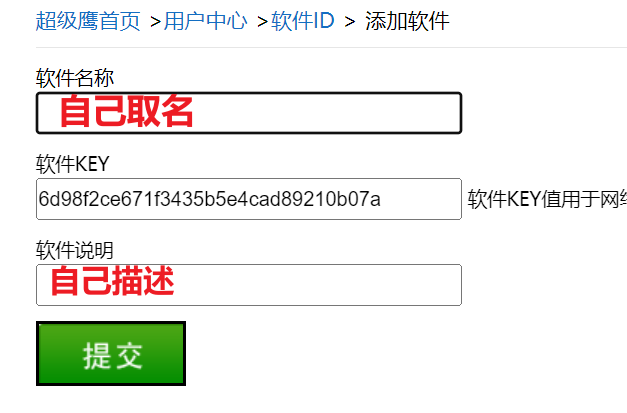 超级鹰首页 >用户中心 >软件ID > 添加软件
软件名称
自己取名
软件KEY
6d98f2ce671f3435b5e4cad89210b07a 软件KEY值用于网络
软件说明
自己描述
提交